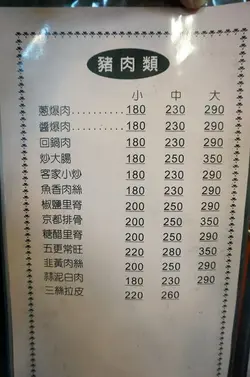 豬肉類
小 中 大
蔥爆肉.......... 180 230 290
醬爆肉.......... 180 230 290
回鍋肉 180 230 290
炒大腸 180 250 350
客家小炒 180 230 290
魚香肉絲 180 230 290
椒鹽里脊 200 250 290
京都排骨 200 250 350
糖醋里脊 200 250 290
五更常旺 220 280 350
韭黃肉絲 200 250 290
蒜泥白肉 180 230 290
三絲拉皮 220 260